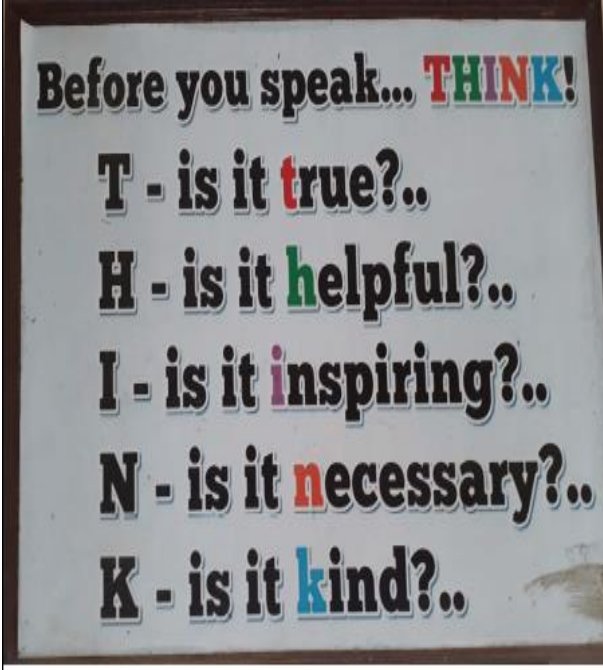 Before you speak... THINK!
T - is it true?..
H - is it helpful?..
I - is it inspiring?..
N - is it necessary?..
K - is it kind?..